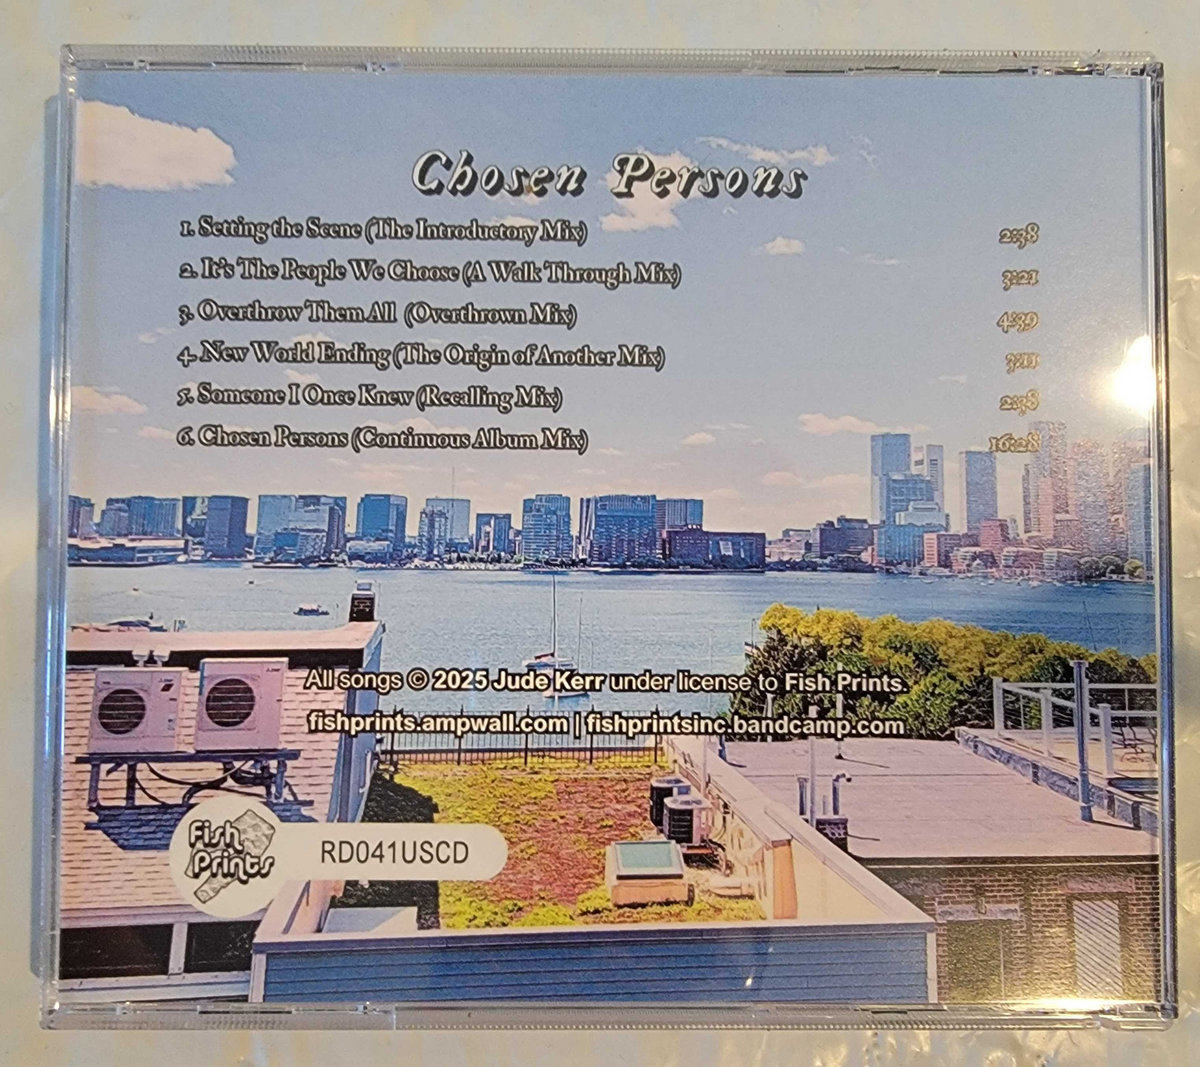 Chosen Persons
1. Setting the Scene (The Introductory Mix) 2:38
2. It's The People We Choose (A Walk Through Mix) 3:21
3. Overthrow Them All (Overthrown Mix) 4:39
4. New World Ending (The Origin of Another Mix) 3:11
5. Someone I Once Knew (Recalling Mix) 2:38
6. Chosen Persons (Continuous Album Mix) 16:28
All songs © 2025 Jude Kerr under license to Fish Prints.
fishprints.ampwall.com | fishprintsinc.bandcamp.com
Fish
Prints
RD041USCD